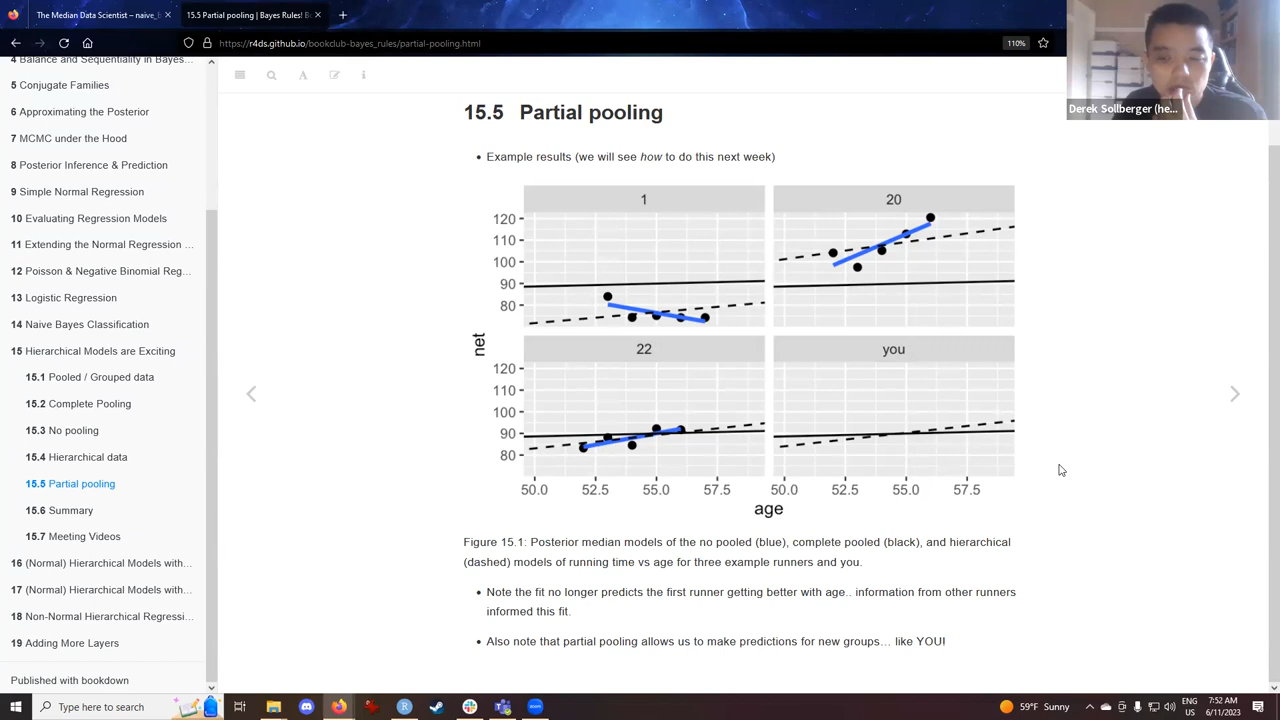 The Median Data Scientist – naive_b
15.5 Partial pooling | Bayes Rules! B
https://r4ds.github.io/bookclub-bayes_rules/partial-pooling.html
110%
Derek Sollberger (he...
4 Balance and Sequentiality in Bayes...
5 Conjugate Families
6 Approximating the Posterior
7 MCMC under the Hood
8 Posterior Inference & Prediction
9 Simple Normal Regression
10 Evaluating Regression Models
11 Extending the Normal Regression ...
12 Poisson & Negative Binomial Reg...
13 Logistic Regression
14 Naive Bayes Classification
15 Hierarchical Models are Exciting
15.1 Pooled / Grouped data
15.2 Complete Pooling
15.3 No pooling
15.4 Hierarchical data
15.5 Partial pooling
15.6 Summary
15.7 Meeting Videos
16 (Normal) Hierarchical Models with...
17 (Normal) Hierarchical Models with...
18 Non-Normal Hierarchical Regressi...
19 Adding More Layers
Published with bookdown
15.5 Partial pooling
Example results (we will see how to do this next week)
1
20
120
110
100
90
80
22
you
120
110
100
90
80
net
50.0 52.5 55.0 57.5
50.0 52.5 55.0 57.5
age
Figure 15.1: Posterior median models of the no pooled (blue), complete pooled (black), and hierarchical
(dashed) models of running time vs age for three example runners and you.
Note the fit no longer predicts the first runner getting better with age.. information from other runners
informed this fit.
Also note that partial pooling allows us to make predictions for new groups… like YOU!
Type here to search
59°F Sunny
ENG
US
7:52 AM
6/11/2023